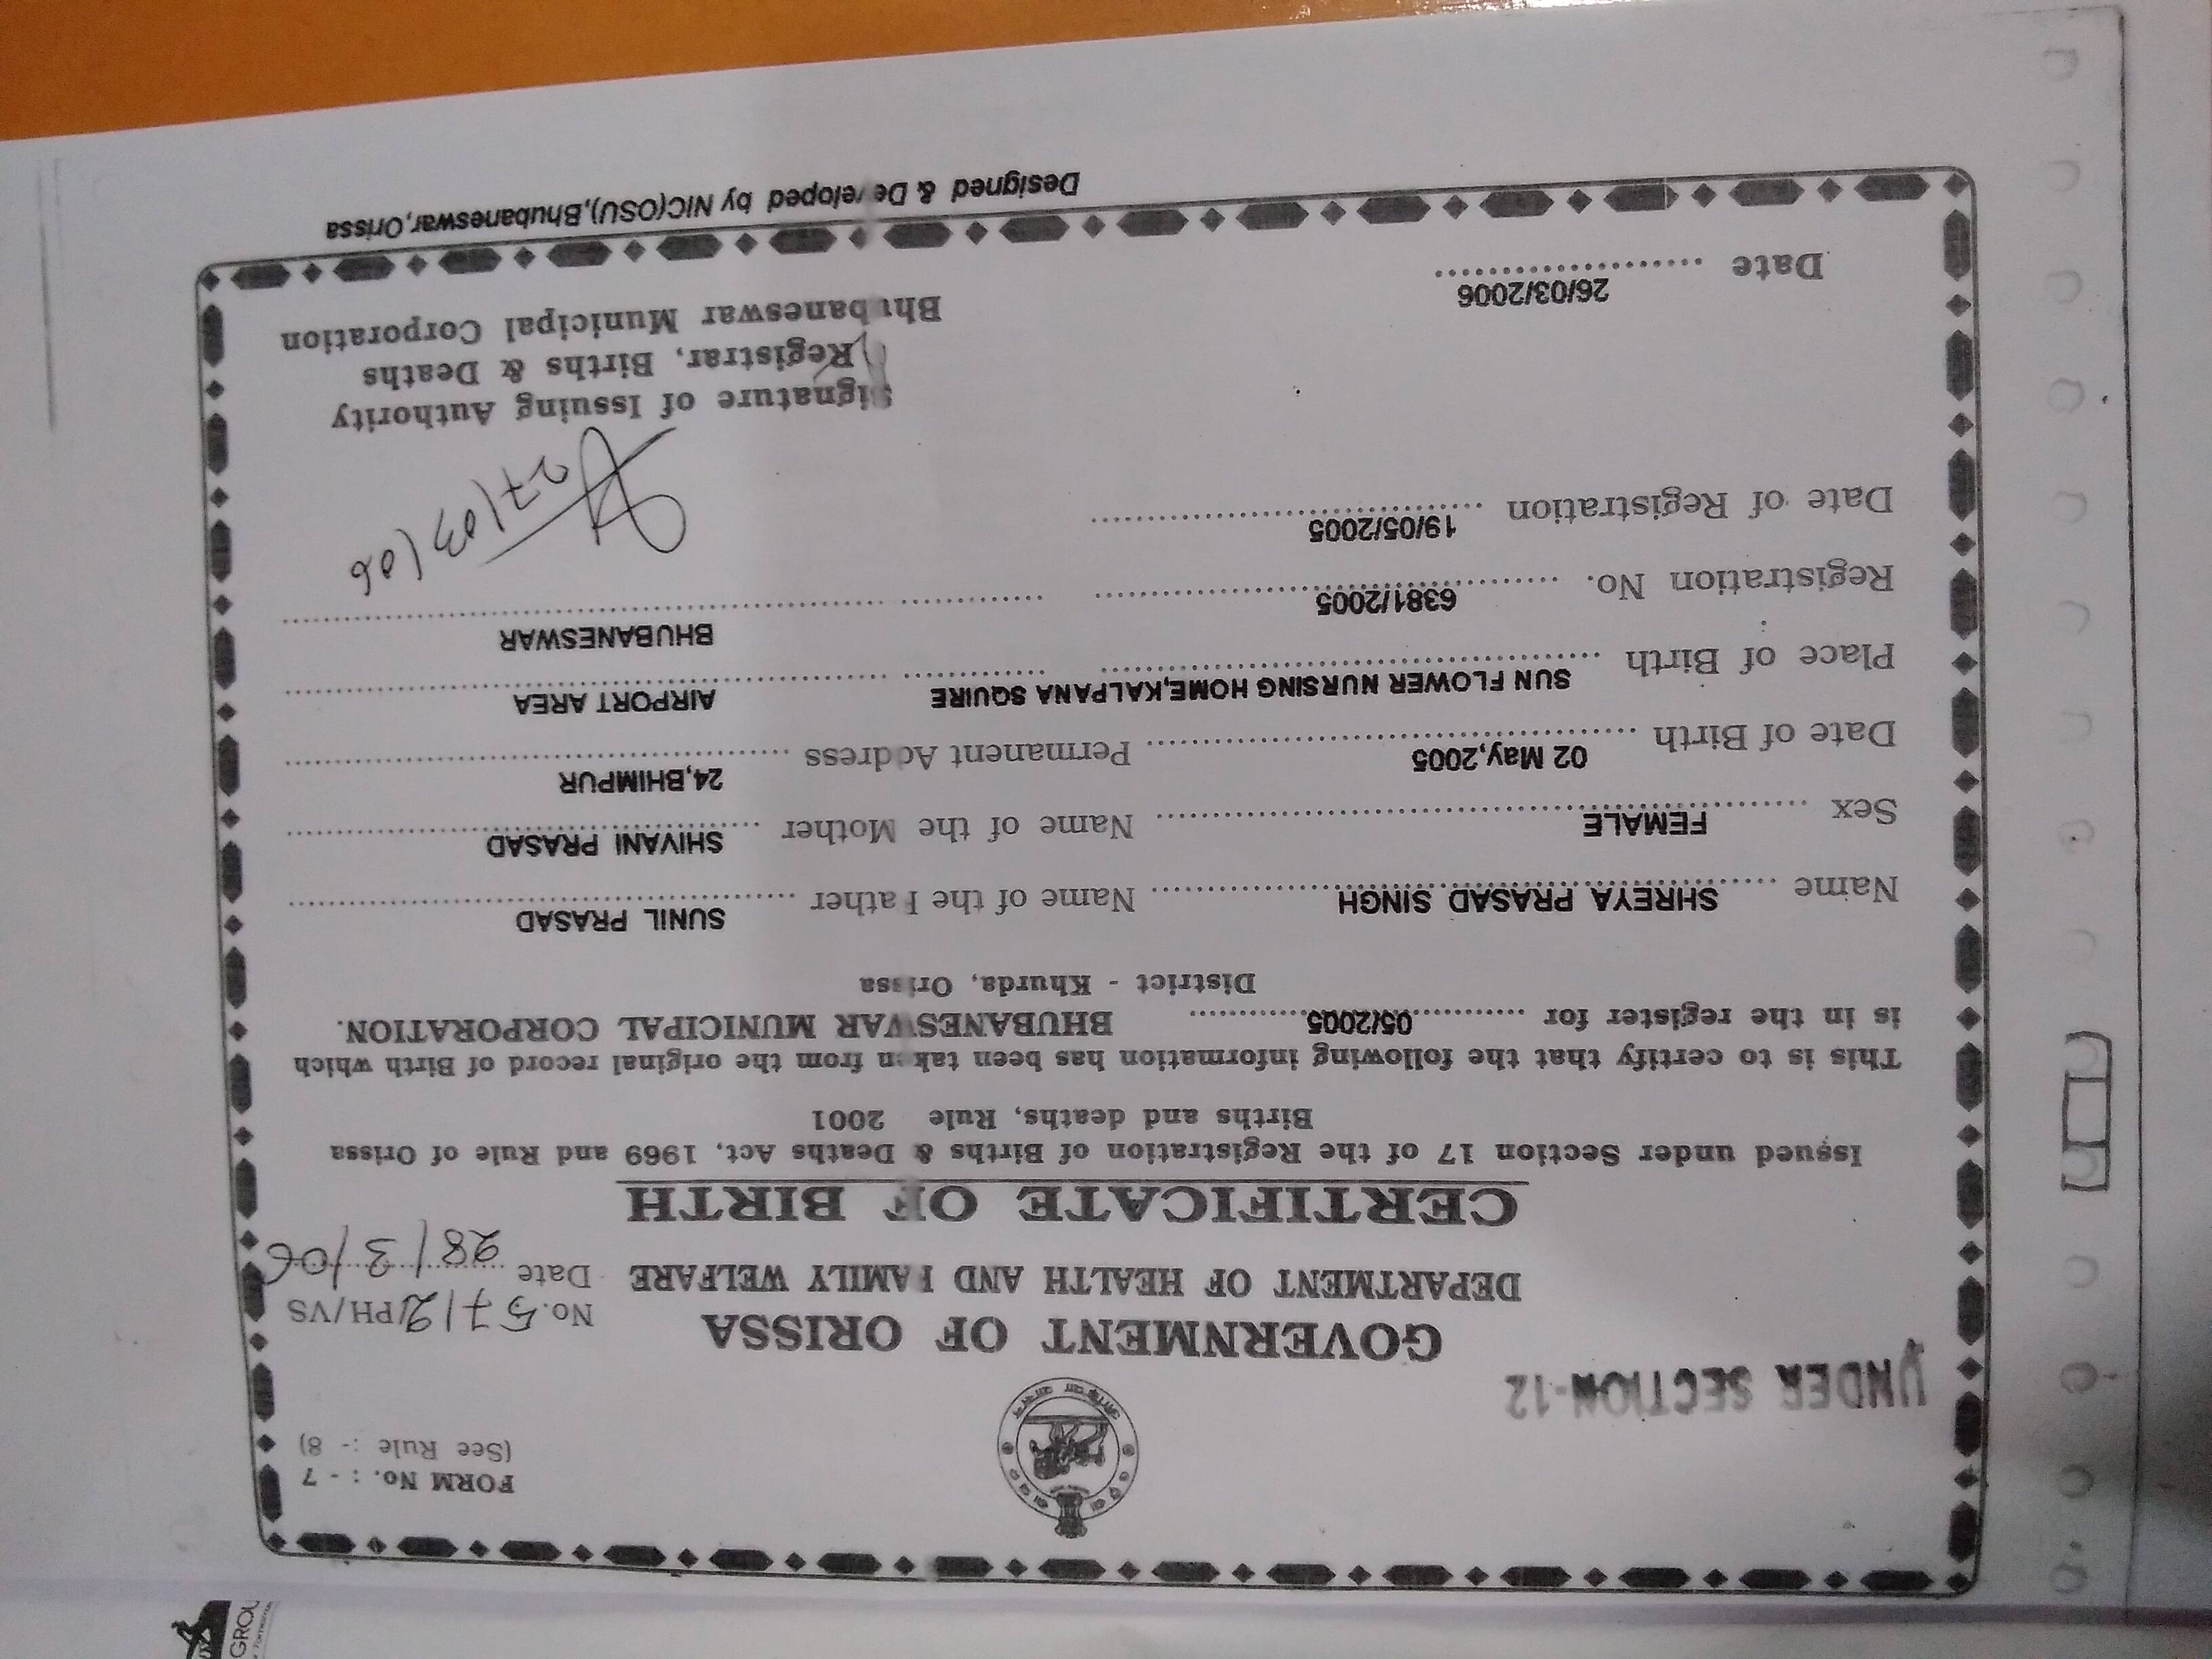 FORM No. : - 7
(See Rule :- 8)
UNDER SECTION-12
GOVERNMENT OF ORISSA
No. 5712/PH/VS
DEPARTMENT OF HEALTH AND FAMILY WELFARE
Date 28/3/06
CERTIFICATE OF BIRTH
Issued under Section 17 of the Registration of Births & Deaths Act, 1969 and Rule of Orissa
Births and deaths, Rule 2001
This is to certify that the following information has been taken from the original record of Birth which
is in the register for 05/2005 BHUBANESWAR MUNICIPAL CORPORATION.
District - Khurda, Orissa
Name SHREYA PRASAD SINGH Name of the Father SUNIL PRASAD
Sex FEMALE Name of the Mother SHIVANI PRASAD
Date of Birth 02 May,2005 Permanent Address 24,BHIMPUR
Place of Birth SUN FLOWER NURSING HOME,KALPANA SQUIRE AIRPORT AREA
Registration No. 6381/2005 BHUBANESWAR
Date of Registration 19/05/2005
27/03/06
Signature of Issuing Authority
Registrar, Births & Deaths
Bhubaneswar Municipal Corporation
Date 26/03/2006
Designed & Developed by NIC(OSU),Bhubaneswar,Orissa
GROU